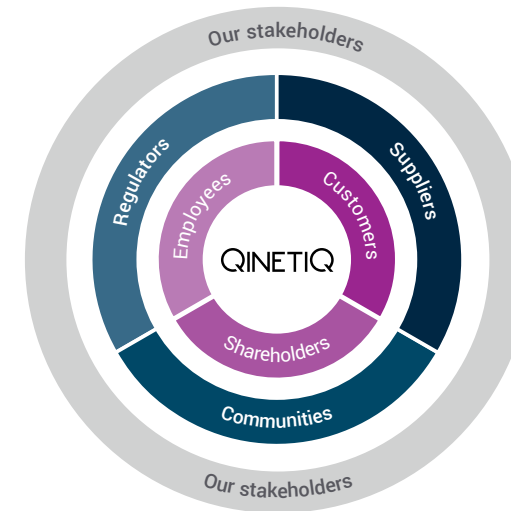 Our stakeholders
Regulators
Suppliers
Employees
Customers
QINETIQ
Shareholders
Communities
Our stakeholders